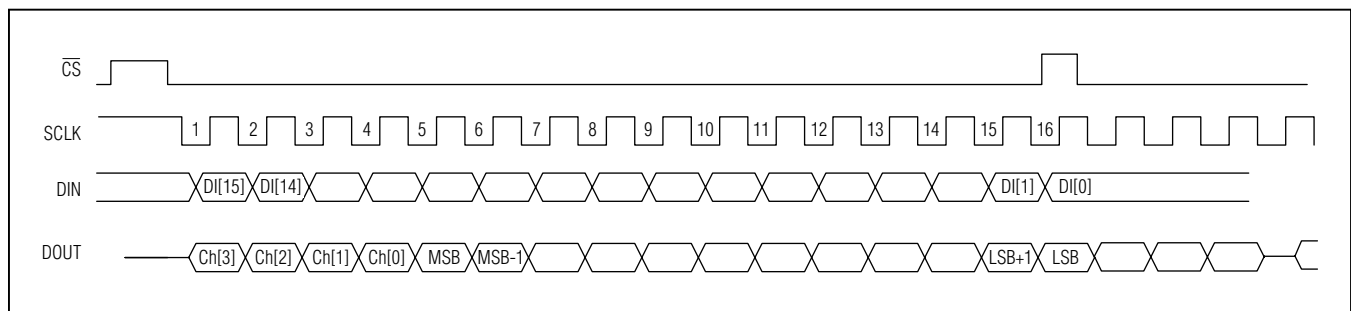 CS
SCLK 1 2 3 4 5 6 7 8 9 10 11 12 13 14 15 16
DIN DI[15] DI[14] DI[1] DI[0]
DOUT Ch[3] Ch[2] Ch[1] Ch[0] MSB MSB-1 LSB+1 LSB